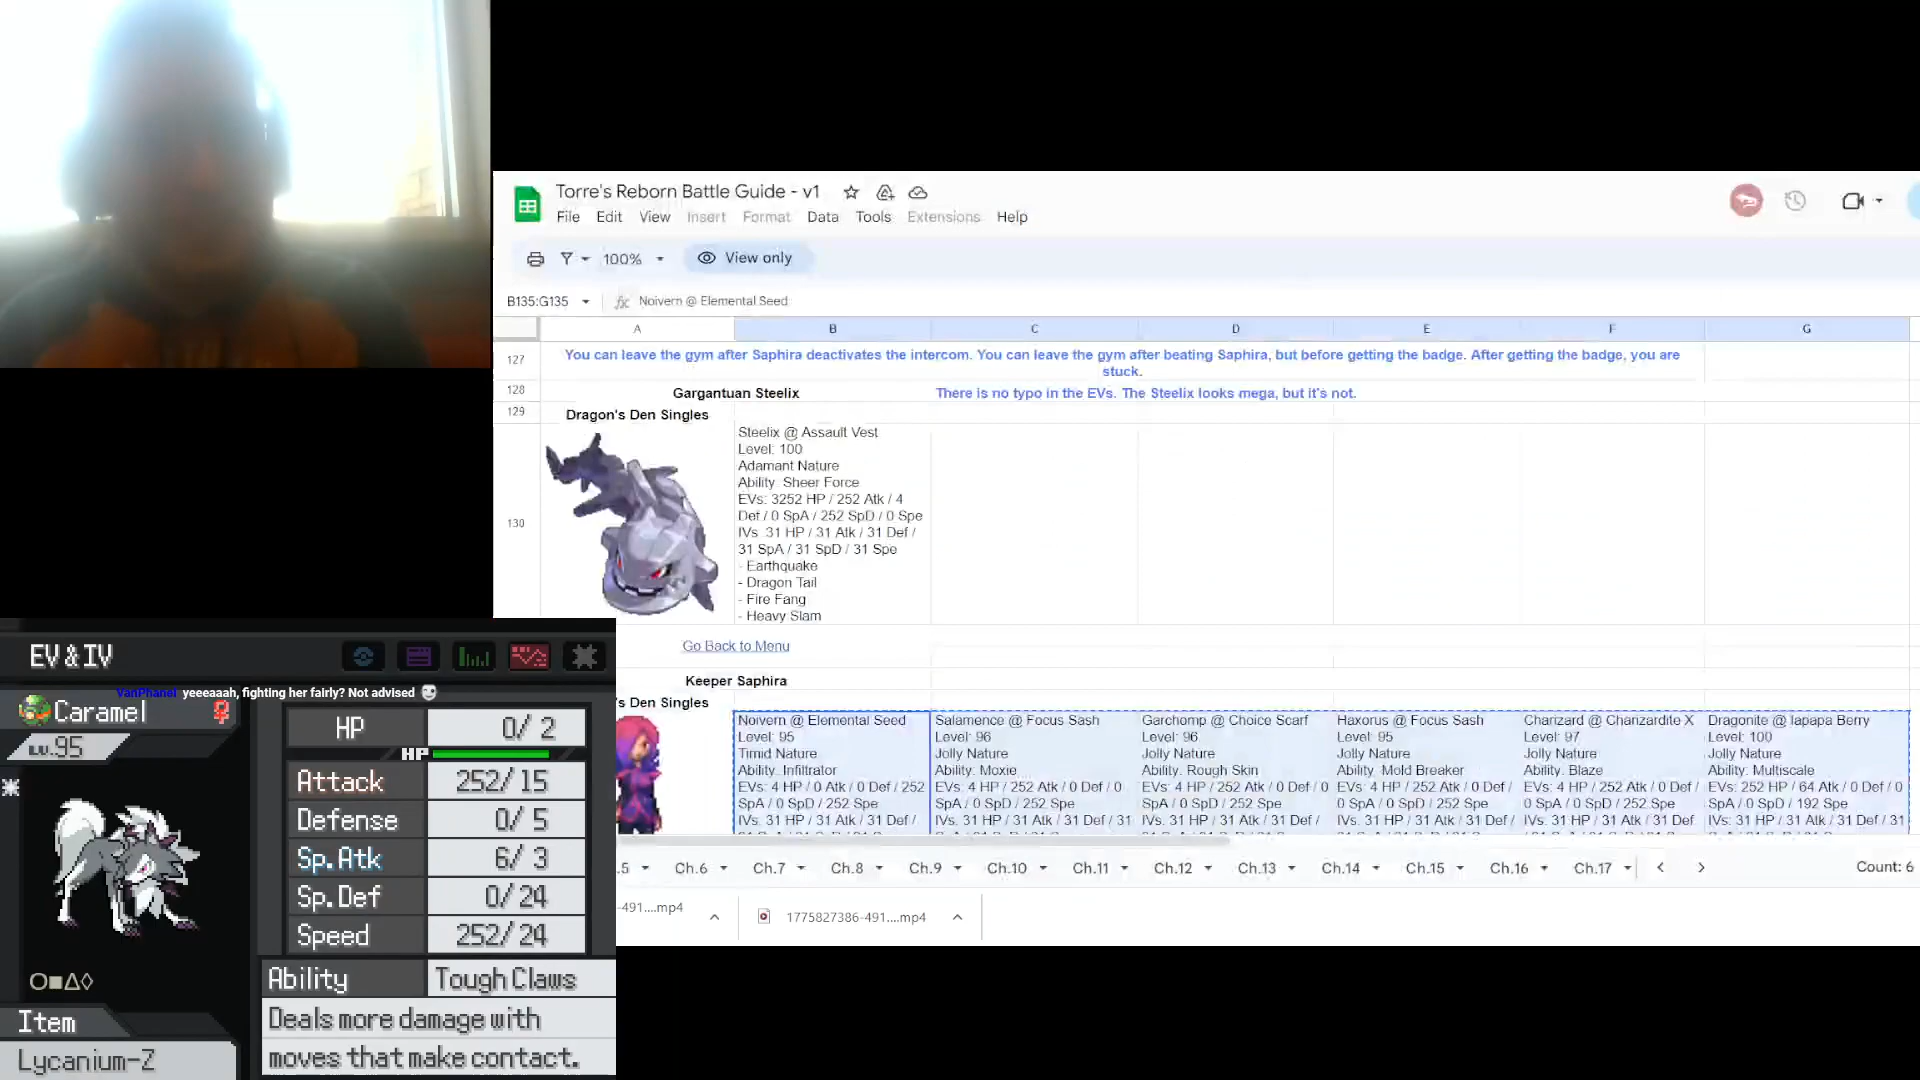 Torre's Reborn Battle Guide - v1
File Edit View Insert Format Data Tools Extensions Help
100% View only
B135:G135 fx Noivern @ Elemental Seed
A B C D E F G
127 You can leave the gym after Saphira deactivates the intercom. You can leave the gym after beating Saphira, but before getting the badge. After getting the badge, you are
stuck.
128 Gargantuan Steelix There is no typo in the EVs. The Steelix looks mega, but it's not.
129 Dragon's Den Singles
130
Steelix @ Assault Vest
Level: 100
Adamant Nature
Ability: Sheer Force
EVs: 3252 HP / 252 Atk / 4
Def / 0 SpA / 252 SpD / 0 Spe
IVs: 31 HP / 31 Atk / 31 Def /
31 SpA / 31 SpD / 31 Spe
- Earthquake
- Dragon Tail
- Fire Fang
- Heavy Slam
Go Back to Menu
Keeper Saphira
's Den Singles
Noivern @ Elemental Seed
Level: 95
Timid Nature
Ability: Infiltrator
EVs: 4 HP / 0 Atk / 0 Def / 252
SpA / 0 SpD / 252 Spe
IVs: 31 HP / 31 Atk / 31 Def /
Salamence @ Focus Sash
Level: 96
Jolly Nature
Ability: Moxie
EVs: 4 HP / 252 Atk / 0 Def / 0
SpA / 0 SpD / 252 Spe
IVs: 31 HP / 31 Atk / 31 Def / 31
Garchomp @ Choice Scarf
Level: 96
Jolly Nature
Ability: Rough Skin
EVs: 4 HP / 252 Atk / 0 Def / 0
SpA / 0 SpD / 252 Spe
IVs: 31 HP / 31 Atk / 31 Def /
Haxorus @ Focus Sash
Level: 95
Jolly Nature
Ability: Mold Breaker
EVs: 4 HP / 252 Atk / 0 Def /
0 SpA / 0 SpD / 252 Spe
IVs: 31 HP / 31 Atk / 31 Def /
Charizard @ Charizardite X
Level: 97
Jolly Nature
Ability: Blaze
EVs: 4 HP / 252 Atk / 0 Def /
0 SpA / 0 SpD / 252 Spe
IVs: 31 HP / 31 Atk / 31 Def /
Dragonite @ Iapapa Berry
Level: 100
Jolly Nature
Ability: Multiscale
EVs: 252 HP / 64 Atk / 0 Def / 0
SpA / 0 SpD / 192 Spe
IVs: 31 HP / 31 Atk / 31 Def / 31
.5 Ch.6 Ch.7 Ch.8 Ch.9 Ch.10 Ch.11 Ch.12 Ch.13 Ch.14 Ch.15 Ch.16 Ch.17 < > Count: 6
-491....mp4 1775827386-491....mp4
EV & IV
VanPhanel yeeeaaah, fighting her fairly? Not advised
Caramel
Lv.95
HP 0/ 2
HP
Attack 252/ 15
Defense 0/ 5
Sp.Atk 6/ 3
Sp.Def 0/ 24
Speed 252/ 24
Ability Tough Claws
Deals more damage with
moves that make contact.
Item
Lycanium-Z